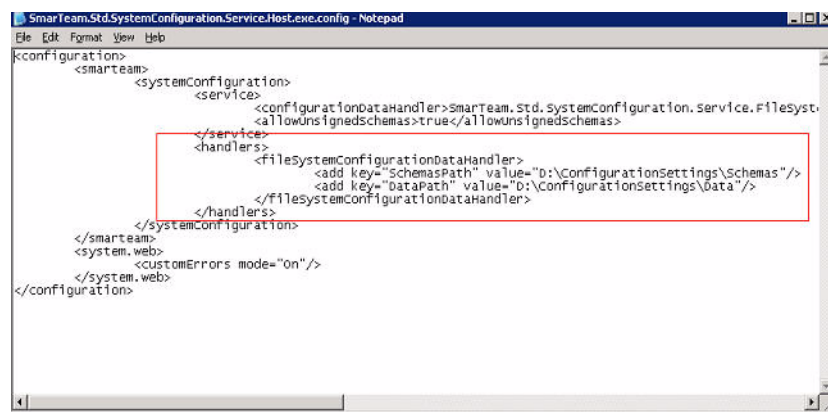 SmarTeam.Std.SystemConfiguration.Service.Host.exe.config - Notepad
File Edit Format View Help
<configuration>
<smarteam>
<systemConfiguration>
<service>
<configurationDataHandler>SmarTeam.Std.SystemConfiguration.Service.FileSyst
<allowUnsignedSchemas>true</allowUnsignedSchemas>
</service>
<handlers>
<fileSystemConfigurationDataHandler>
<add key="SchemasPath" value="D:\ConfigurationSettings\Schemas"/>
<add key="DataPath" value="D:\ConfigurationSettings\Data"/>
</fileSystemConfigurationDataHandler>
</handlers>
</systemConfiguration>
</smarteam>
<system.web>
<customErrors mode="On"/>
</system.web>
</configuration>